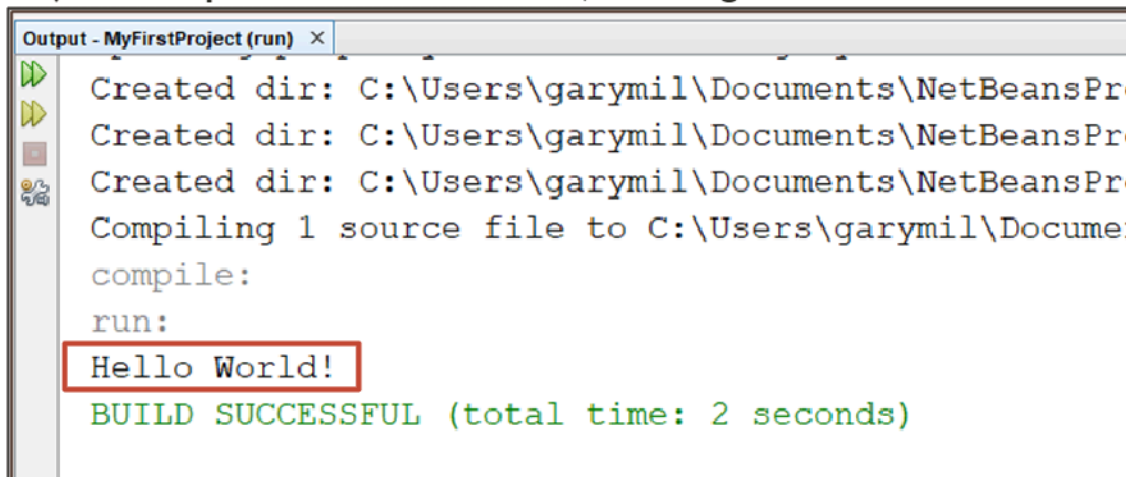 Output - MyFirstProject (run) ×
Created dir: C:\Users\garymil\Documents\NetBeansPr
Created dir: C:\Users\garymil\Documents\NetBeansPr
Created dir: C:\Users\garymil\Documents\NetBeansPr
Compiling 1 source file to C:\Users\garymil\Docume
compile:
run:
Hello World!
BUILD SUCCESSFUL (total time: 2 seconds)